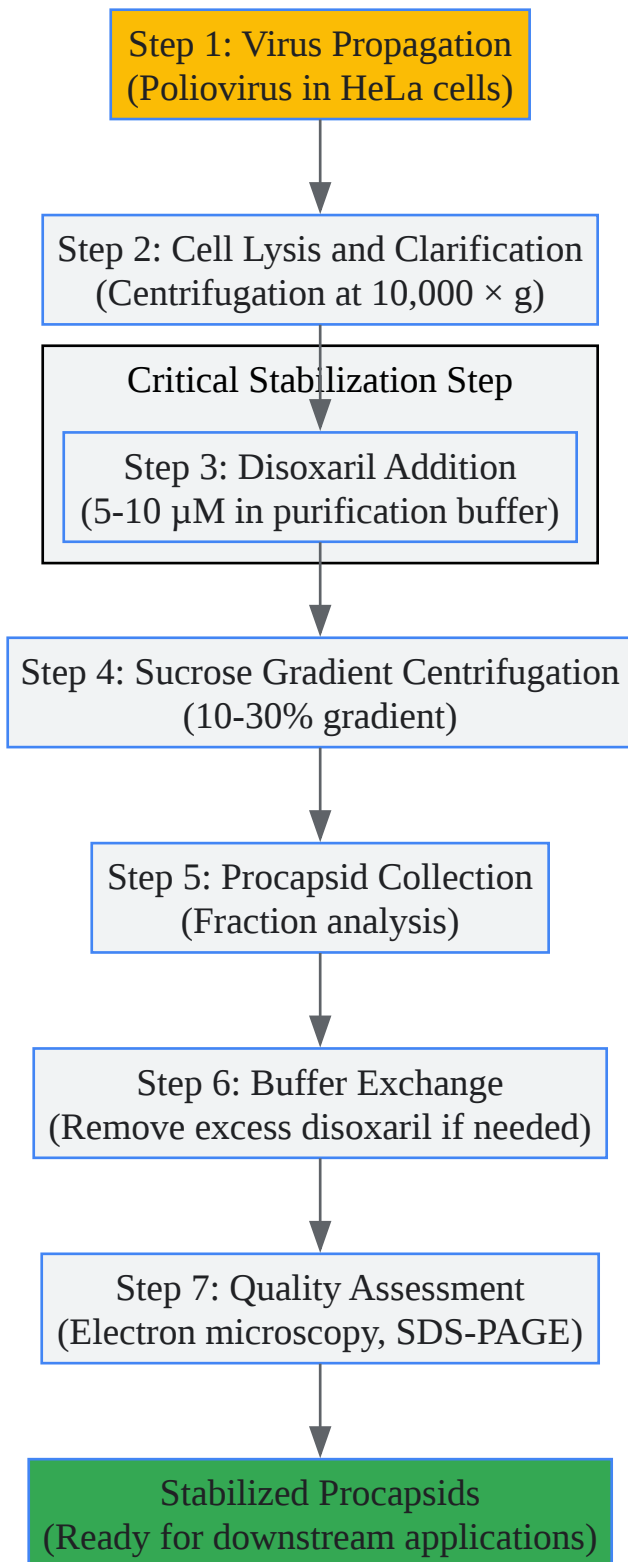 Step 1: Virus Propagation
(Poliovirus in HeLa cells)
Step 2: Cell Lysis and Clarification
(Centrifugation at 10,000 × g)
Critical Stabilization Step
Step 3: Disoxaril Addition
(5-10 µM in purification buffer)
Step 4: Sucrose Gradient Centrifugation
(10-30% gradient)
Step 5: Procapsid Collection
(Fraction analysis)
Step 6: Buffer Exchange
(Remove excess disoxaril if needed)
Step 7: Quality Assessment
(Electron microscopy, SDS-PAGE)
Stabilized Procapsids
(Ready for downstream applications)